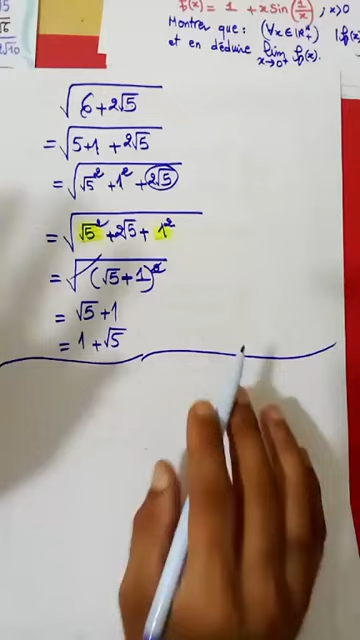 f(x) = 1 + x sin(1/x), x>0
Montrer que: (∀x ∈ ℝ*₊)
et en déduire lim f(x).
x→0⁺
√(6+2√5)
= √(5+1+2√5)
= √(√5²+1²+2√5)
= √(√5²+2√5+1²)
= √((√5+1)²)
= √5+1
= 1+√5